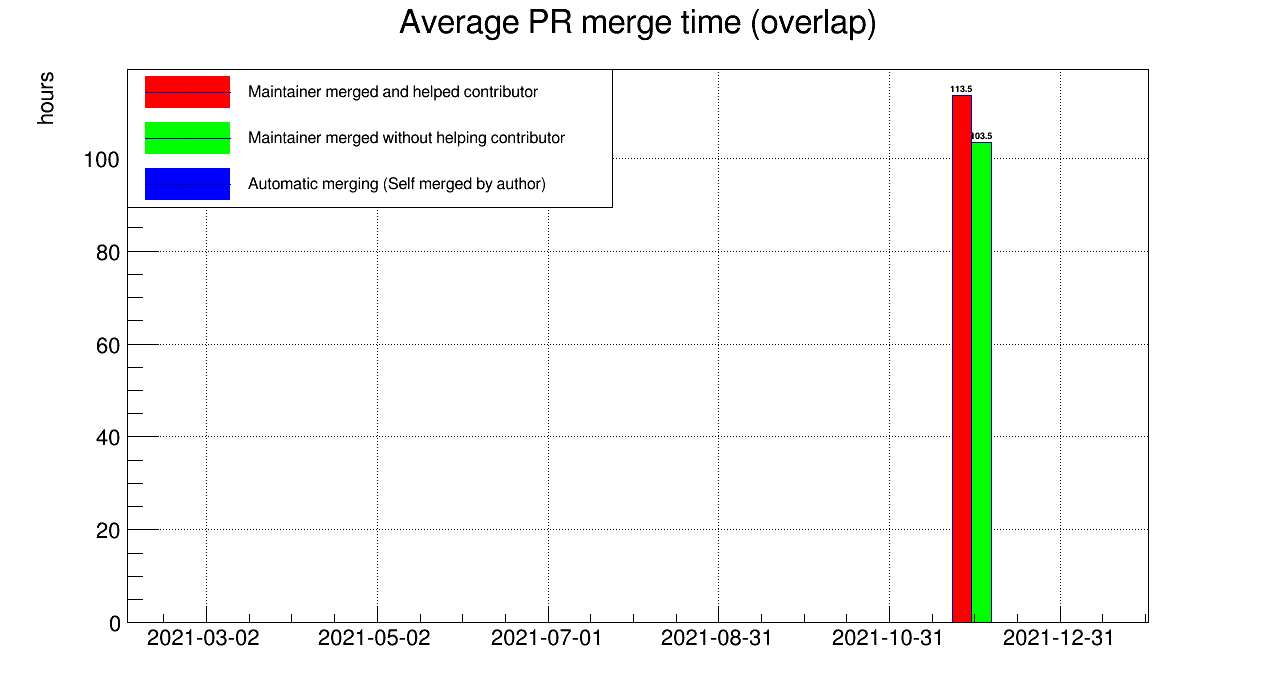 Average PR merge time (overlap)
hours
Maintainer merged and helped contributor
Maintainer merged without helping contributor
Automatic merging (Self merged by author)
113.5
103.5
100
80
60
40
20
0
2021-03-02 2021-05-02 2021-07-01 2021-08-31 2021-10-31 2021-12-31